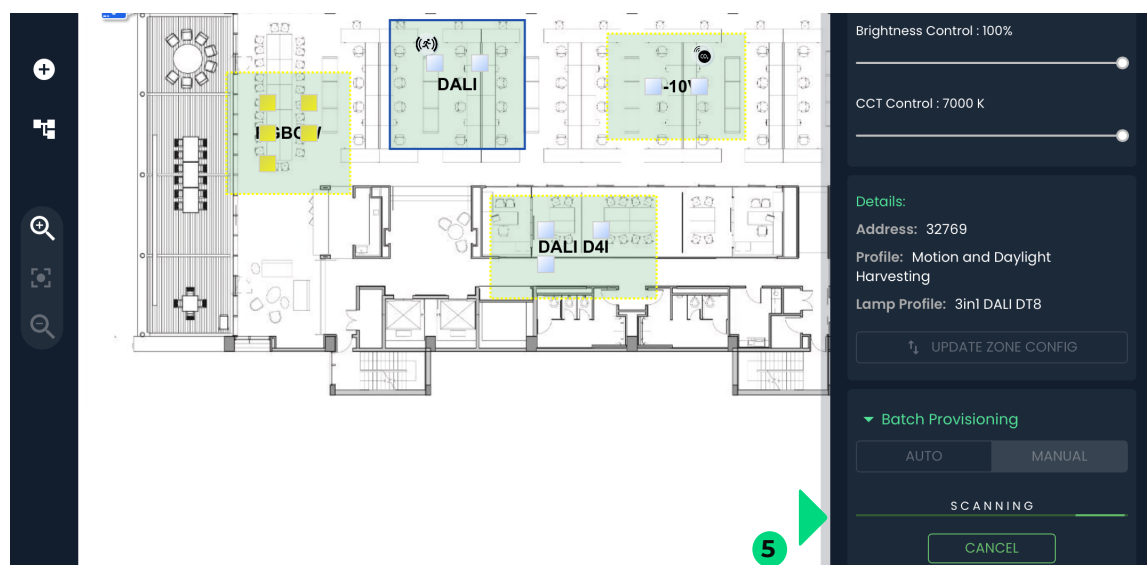 Brightness Control : 100%
CCT Control : 7000 K
DALI
-10V
CO₂
DALI D4I
Details:
Address: 32769
Profile: Motion and Daylight
Harvesting
Lamp Profile: 3in1 DALI DT8
UPDATE ZONE CONFIG
Batch Provisioning
AUTO
MANUAL
SCANNING
CANCEL
5